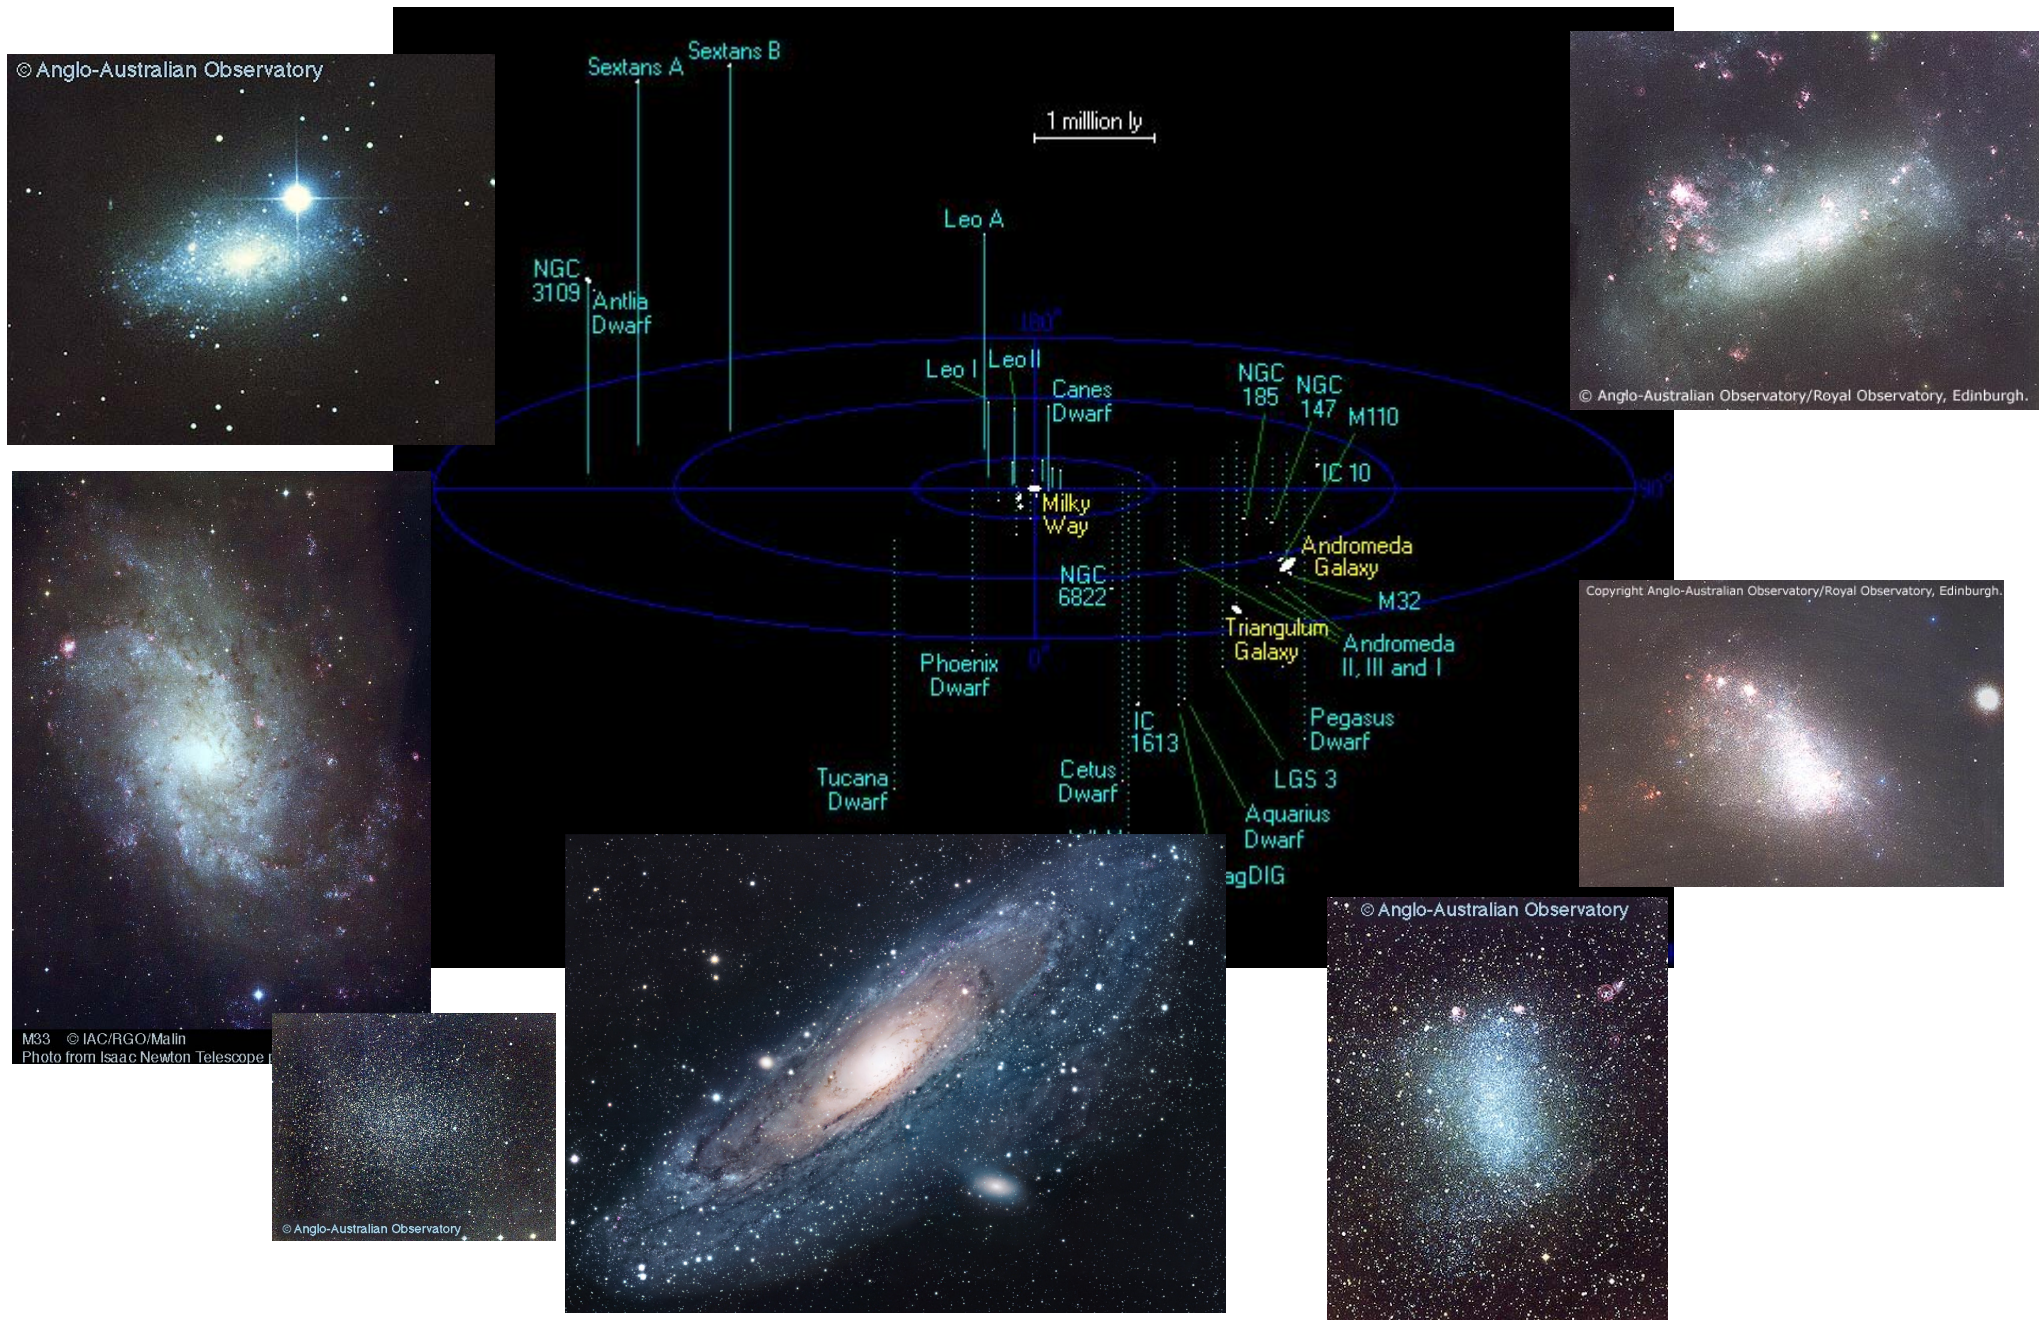 © Anglo-Australian Observatory
Sextans A
Sextans B
1 milllion ly
Leo A
NGC
3109
Antlia
Dwarf
180°
Leo I
Leo II
Canes
Dwarf
NGC
185
NGC
147
M110
IC 10
90°
Milky
Way
Andromeda
Galaxy
NGC
6822
M32
Triangulum
Galaxy
Andromeda
II, III and I
0°
Phoenix
Dwarf
IC
1613
Pegasus
Dwarf
Tucana
Dwarf
Cetus
Dwarf
LGS 3
Aquarius
Dwarf
agDIG
© Anglo-Australian Observatory/Royal Observatory, Edinburgh.
Copyright Anglo-Australian Observatory/Royal Observatory, Edinburgh.
© Anglo-Australian Observatory
M33 © IAC/RGO/Malin
Photo from Isaac Newton Telescope
© Anglo-Australian Observatory